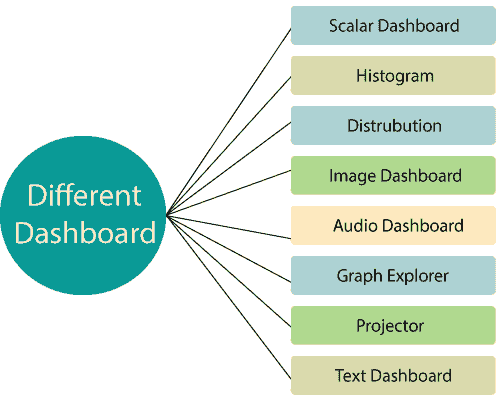 Different
Dashboard
Scalar Dashboard
Histogram
Distrubution
Image Dashboard
Audio Dashboard
Graph Explorer
Projector
Text Dashboard